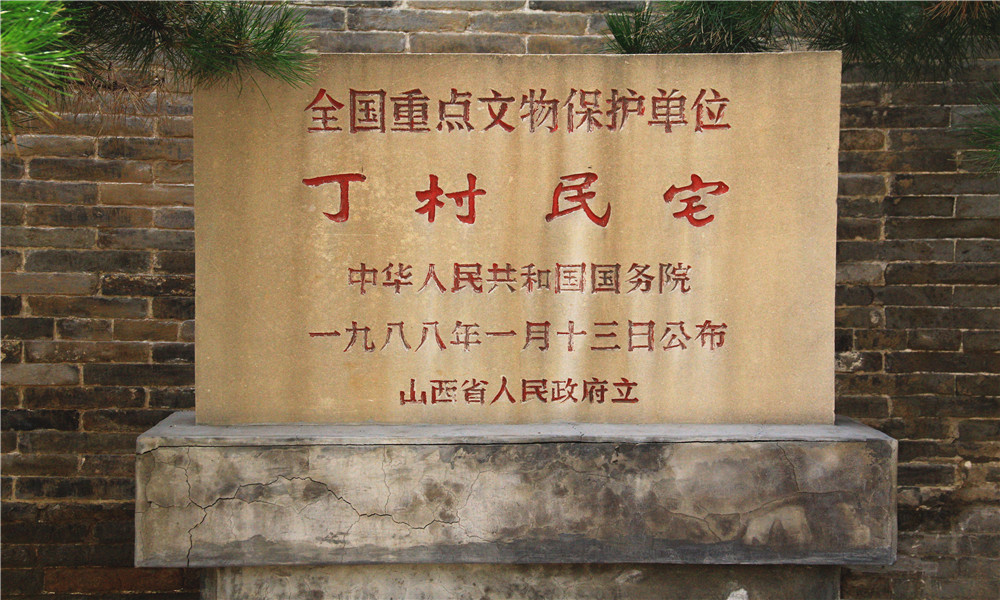 全国重点文物保护单位
丁村民宅
中华人民共和国国务院
一九八八年一月十三日公布
山西省人民政府立